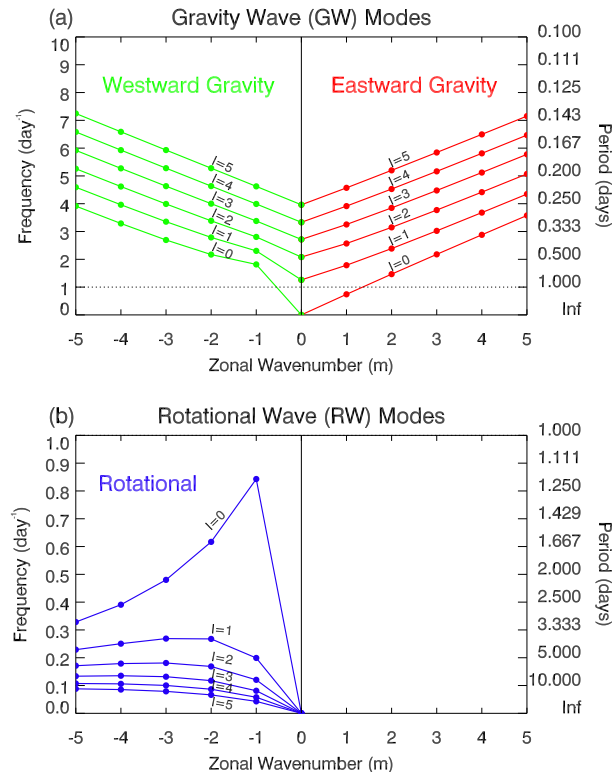 (a) Gravity Wave (GW) Modes
Westward Gravity
Eastward Gravity
Frequency (day⁻¹)
10
9
8
7
6
5
4
3
2
1
0
0.100
0.111
0.125
0.143
0.167
0.200
0.250
0.333
0.500
1.000
Inf
Period (days)
l=5
l=4
l=3
l=2
l=1
l=0
l=5
l=4
l=3
l=2
l=1
l=0
-5 -4 -3 -2 -1 0 1 2 3 4 5
Zonal Wavenumber (m)
(b) Rotational Wave (RW) Modes
Rotational
Frequency (day⁻¹)
1.0
0.9
0.8
0.7
0.6
0.5
0.4
0.3
0.2
0.1
0.0
1.000
1.111
1.250
1.429
1.667
2.000
2.500
3.333
5.000
10.000
Inf
Period (days)
l=0
l=1
l=2
l=3
l=4
l=5
-5 -4 -3 -2 -1 0 1 2 3 4 5
Zonal Wavenumber (m)